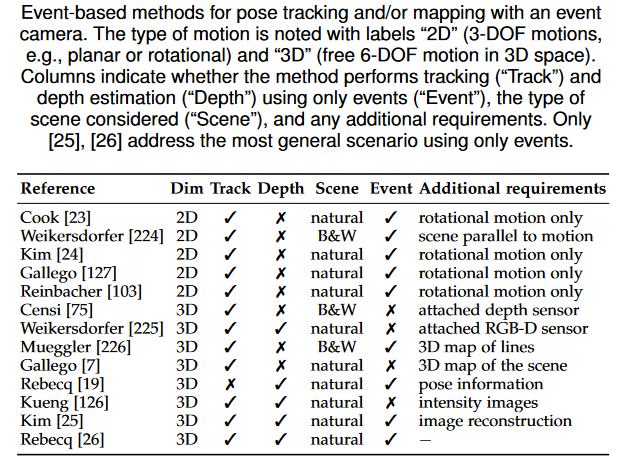 Event-based methods for pose tracking and/or mapping with an event
camera. The type of motion is noted with labels “2D” (3-DOF motions,
e.g., planar or rotational) and “3D” (free 6-DOF motion in 3D space).
Columns indicate whether the method performs tracking (“Track”) and
depth estimation (“Depth”) using only events (“Event”), the type of
scene considered (“Scene”), and any additional requirements. Only
[25], [26] address the most general scenario using only events.
Reference Dim Track Depth Scene Event Additional requirements
Cook [23] 2D ✓ ✗ natural ✓ rotational motion only
Weikersdorfer [224] 2D ✓ ✗ B&W ✓ scene parallel to motion
Kim [24] 2D ✓ ✗ natural ✓ rotational motion only
Gallego [127] 2D ✓ ✗ natural ✓ rotational motion only
Reinbacher [103] 2D ✓ ✗ natural ✓ rotational motion only
Censi [75] 3D ✓ ✗ B&W ✗ attached depth sensor
Weikersdorfer [225] 3D ✓ ✓ natural ✗ attached RGB-D sensor
Mueggler [226] 3D ✓ ✗ B&W ✓ 3D map of lines
Gallego [7] 3D ✓ ✗ natural ✗ 3D map of the scene
Rebecq [19] 3D ✗ ✓ natural ✓ pose information
Kueng [126] 3D ✓ ✓ natural ✗ intensity images
Kim [25] 3D ✓ ✓ natural ✓ image reconstruction
Rebecq [26] 3D ✓ ✓ natural ✓ –